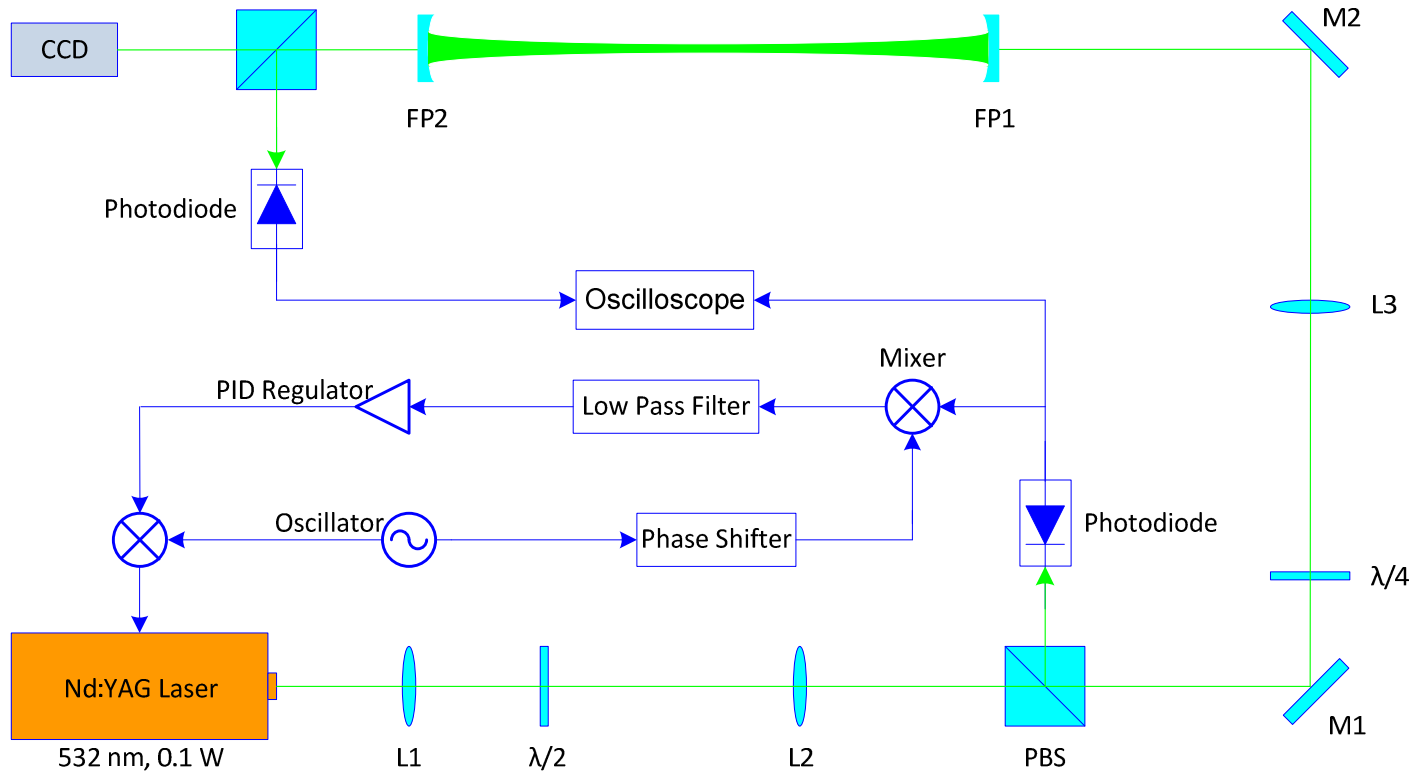 M2
CCD
FP2
FP1
Photodiode
Oscilloscope
L3
Mixer
PID Regulator
Low Pass Filter
Oscillator
Phase Shifter
Photodiode
λ/4
Nd:YAG Laser
M1
532 nm, 0.1 W
L1
λ/2
L2
PBS